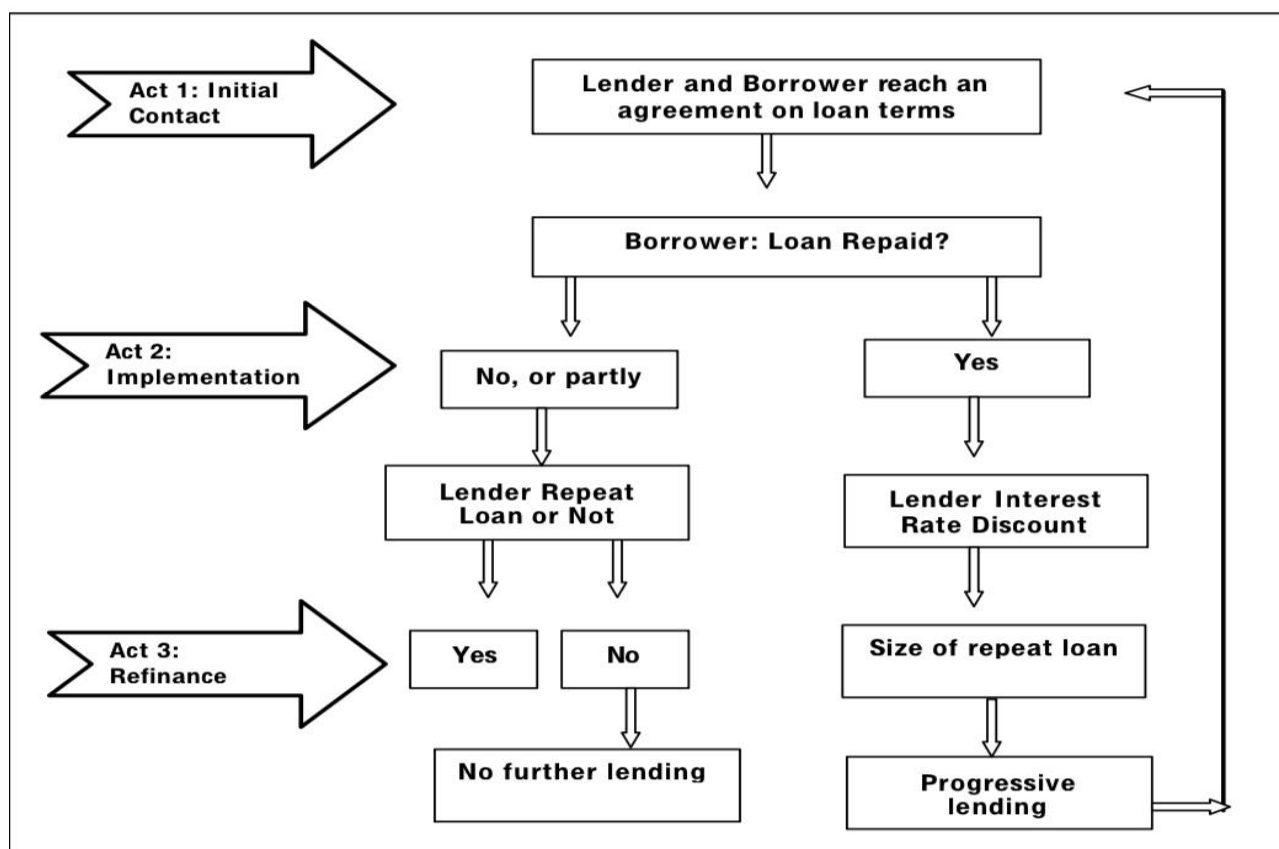 Act 1: Initial
Contact
Lender and Borrower reach an
agreement on loan terms
Borrower: Loan Repaid?
Act 2:
Implementation
No, or partly
Yes
Lender Repeat
Loan or Not
Lender Interest
Rate Discount
Act 3:
Refinance
Yes
No
Size of repeat loan
No further lending
Progressive
lending